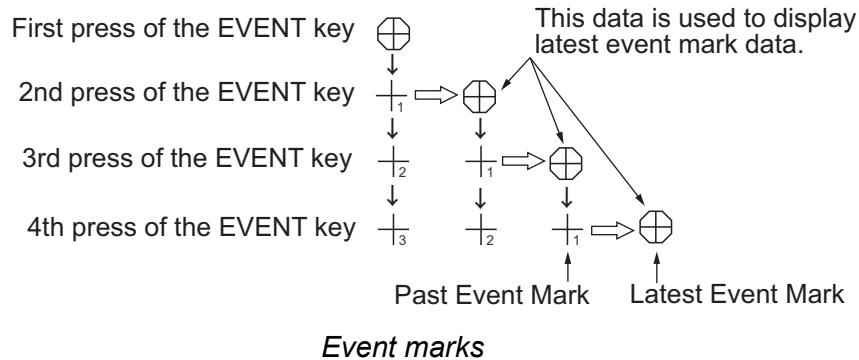 First press of the EVENT key
This data is used to display
latest event mark data.
2nd press of the EVENT key
1
3rd press of the EVENT key
2
1
4th press of the EVENT key
3
2
1
Past Event Mark
Latest Event Mark
Event marks